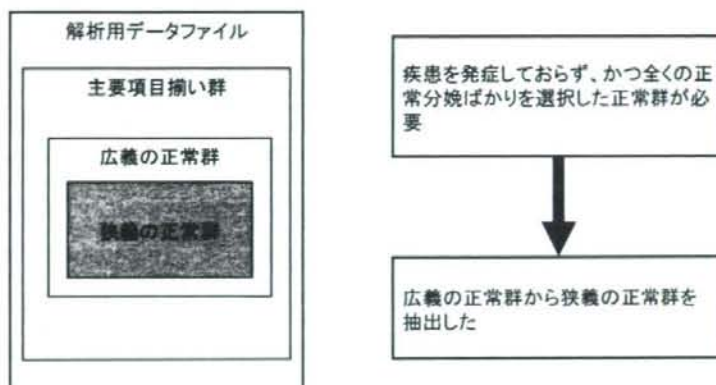 解析用データファイル
主要項目揃い群
広義の正常群
狭義の正常群
疾患を発症しておらず、かつ全くの正
常分娩ばかりを選択した正常群が必
要
広義の正常群から狭義の正常群を
抽出した